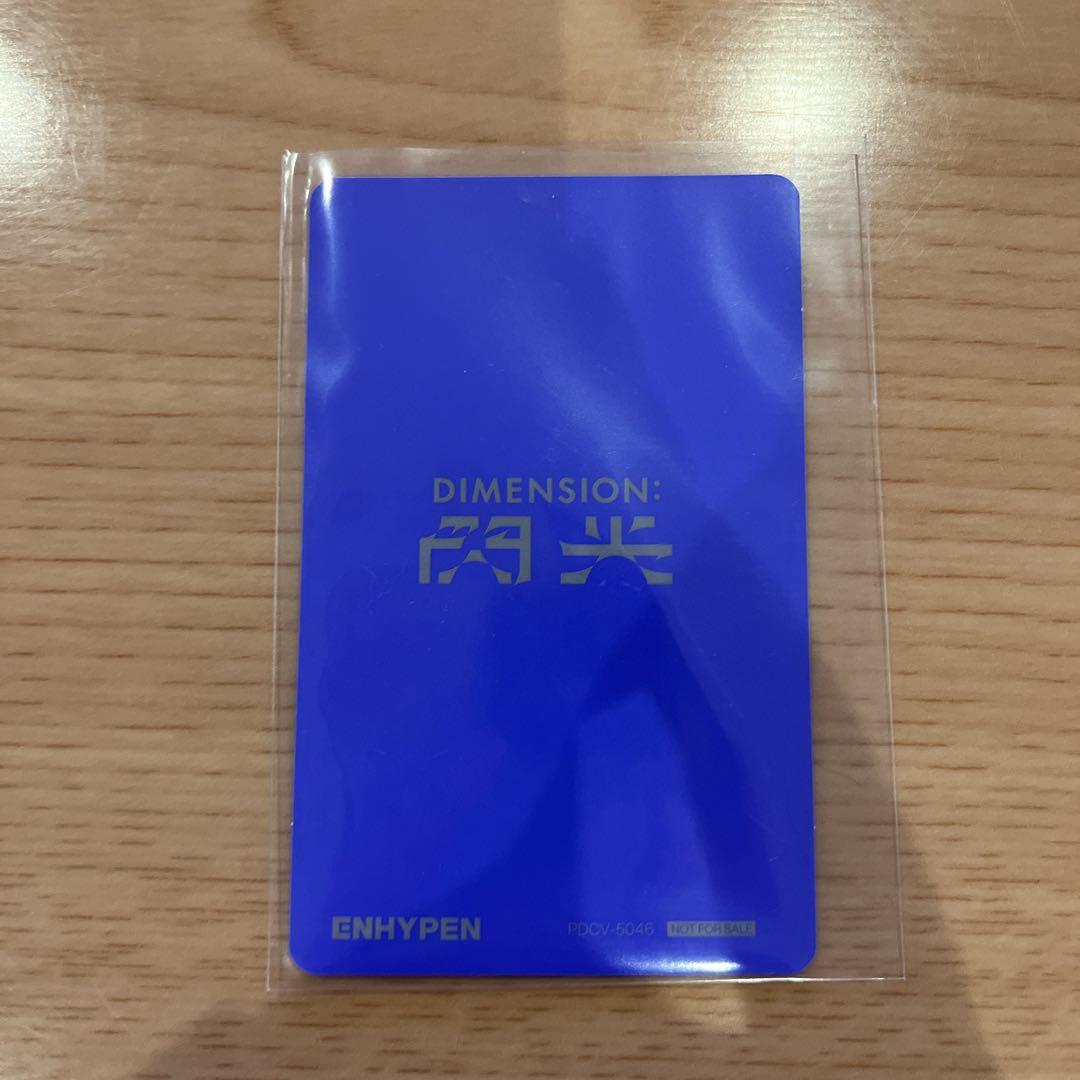 DIMENSION:
閃光
ENHYPEN
PDCV-5046 NOT FOR SALE